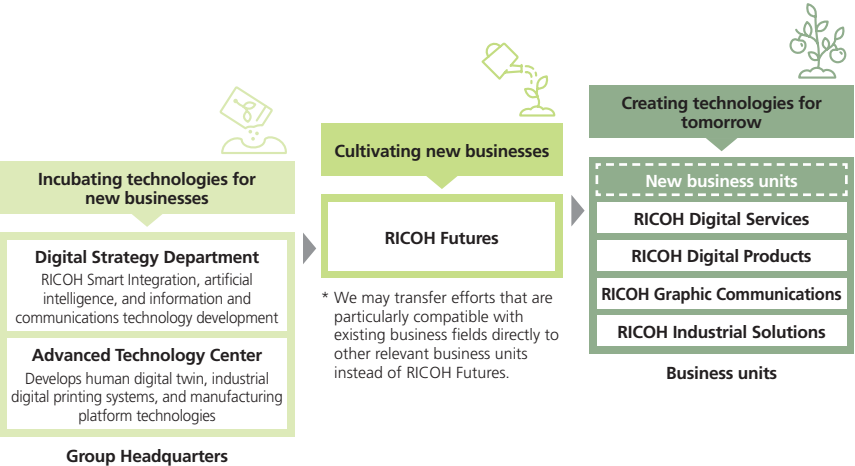 Incubating technologies for
new businesses
Digital Strategy Department
RICOH Smart Integration, artificial
intelligence, and information and
communications technology development
Advanced Technology Center
Develops human digital twin, industrial
digital printing systems, and manufacturing
platform technologies
Group Headquarters
Cultivating new businesses
RICOH Futures
* We may transfer efforts that are
particularly compatible with
existing business fields directly to
other relevant business units
instead of RICOH Futures.
Creating technologies for
tomorrow
New business units
RICOH Digital Services
RICOH Digital Products
RICOH Graphic Communications
RICOH Industrial Solutions
Business units